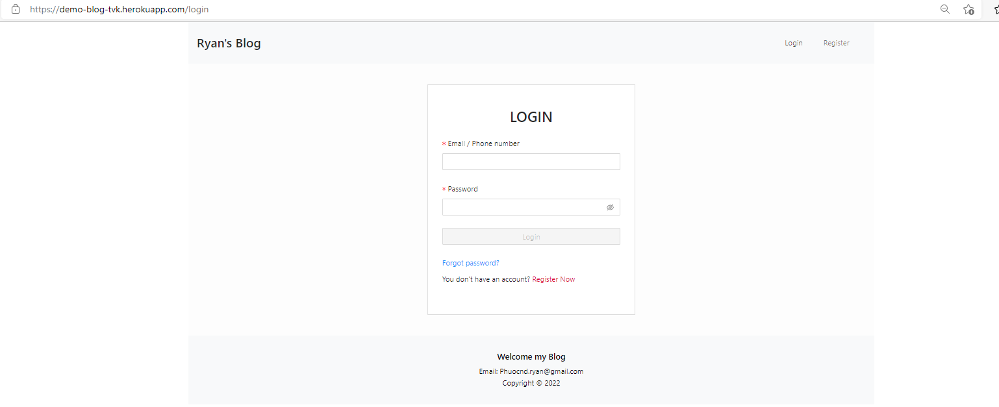 https://demo-blog-tvk.herokuapp.com/login
Ryan's Blog
Login
Register
LOGIN
* Email / Phone number
* Password
Login
Forgot password?
You don't have an account? Register Now
Welcome my Blog
Email: Phuocnd.ryan@gmail.com
Copyright © 2022